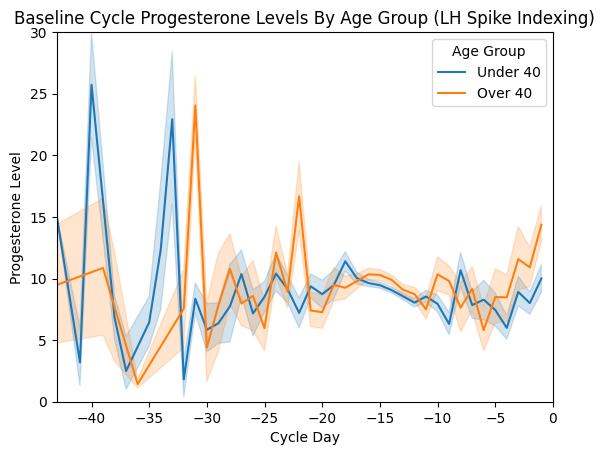 Baseline Cycle Progesterone Levels By Age Group (LH Spike Indexing)
Age Group
Under 40
Over 40
Progesterone Level
30
25
20
15
10
5
0
−40
−35
−30
−25
−20
−15
−10
−5
0
Cycle Day